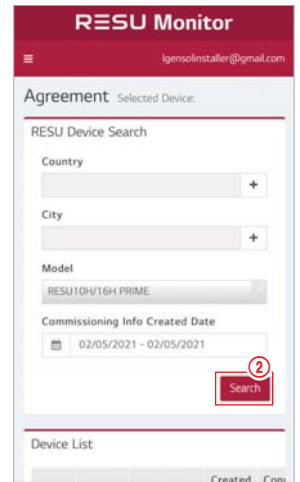 RESU Monitor
lgensolinstaller@gmail.com
Agreement Selected Device:
RESU Device Search
Country
+
City
+
Model
RESU10H/16H PRIME
Commissioning Info Created Date
02/05/2021 - 02/05/2021
②
Search
Device List
Created